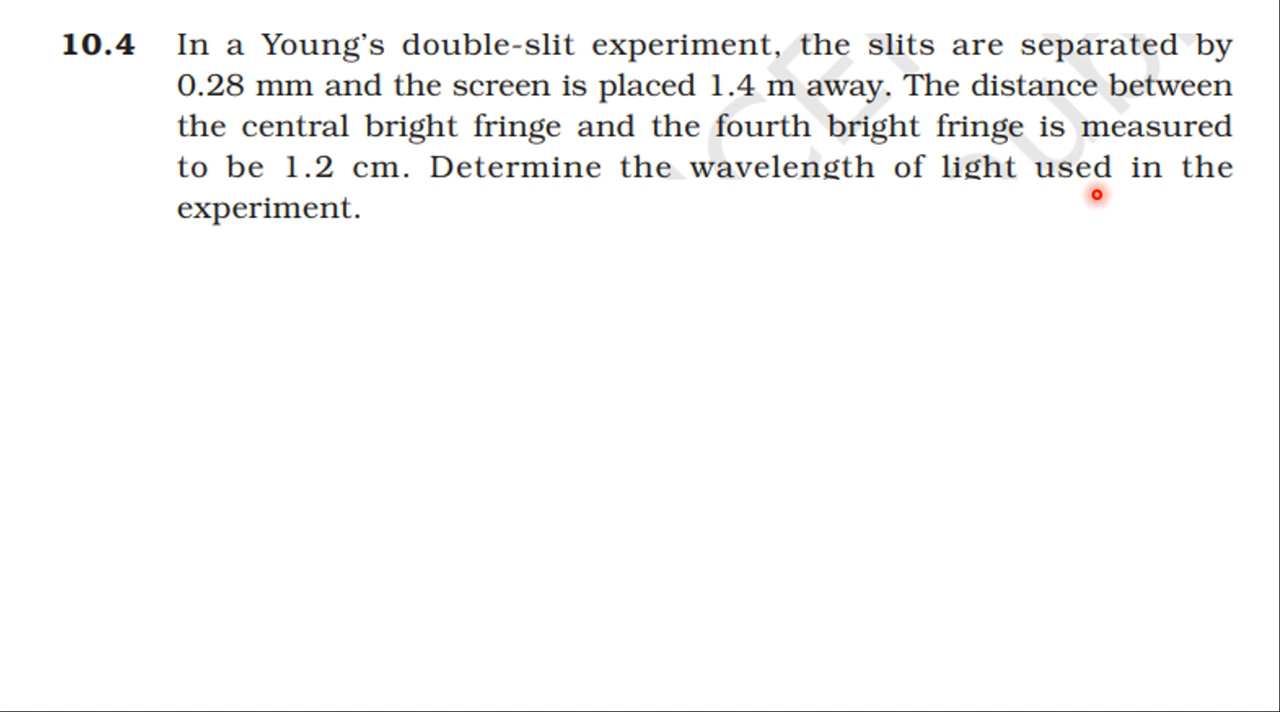 10.4 In a Young's double-slit experiment, the slits are separated by
0.28 mm and the screen is placed 1.4 m away. The distance between
the central bright fringe and the fourth bright fringe is measured
to be 1.2 cm. Determine the wavelength of light used in the
experiment.